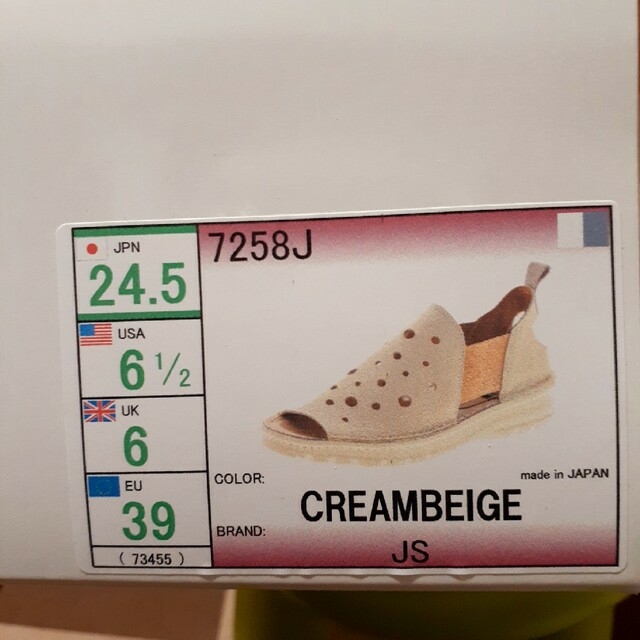 JPN
24.5
USA
6 1/2
UK
6
EU
39
( 73455 )
7258J
COLOR:
made in JAPAN
CREAMBEIGE
BRAND:
JS